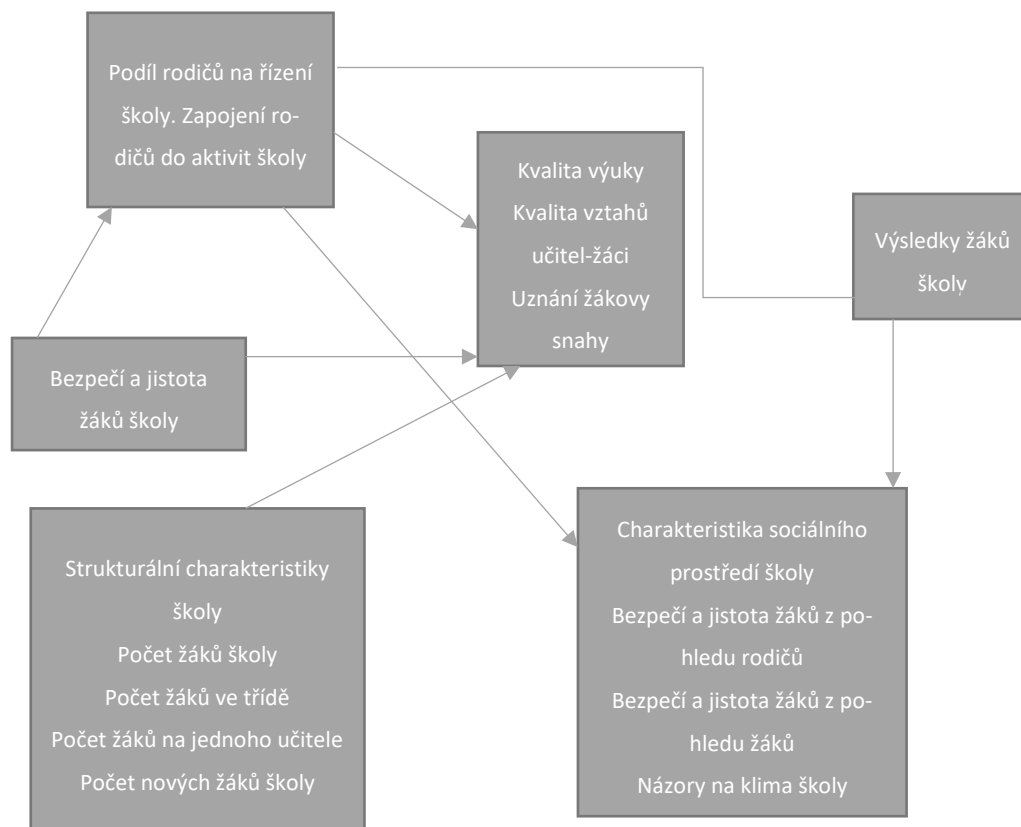 Podíl rodičů na řízení
školy. Zapojení ro-
dičů do aktivit školy
Kvalita výuky
Kvalita vztahů
učitel-žáci
Uznání žákovy
snahy
Výsledky žáků
školy
Bezpečí a jistota
žáků školy
Strukturální charakteristiky
školy
Počet žáků školy
Počet žáků ve třídě
Počet žáků na jednoho učitele
Počet nových žáků školy
Charakteristika sociálního
prostředí školy
Bezpečí a jistota žáků z po-
hledu rodičů
Bezpečí a jistota žáků z po-
hledu žáků
Názory na klima školy